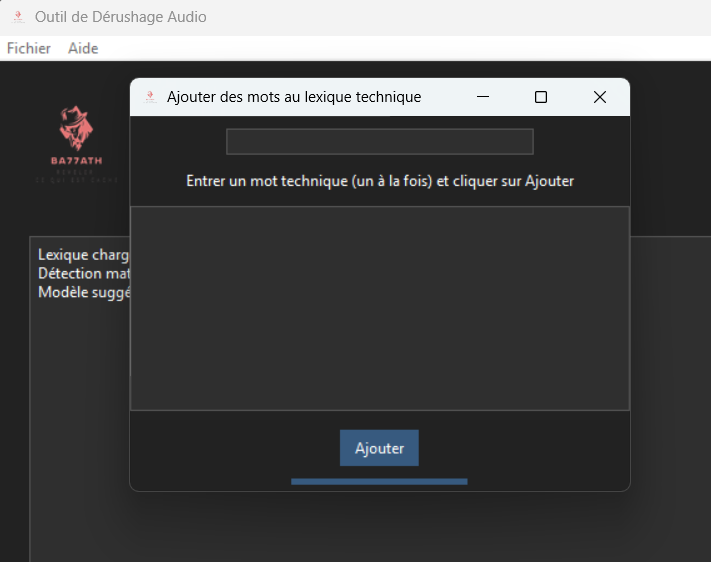 Outil de Dérushage Audio
Fichier Aide
Ajouter des mots au lexique technique
BA77ATH
Entrer un mot technique (un à la fois) et cliquer sur Ajouter
Lexique charg
Détection mat
Modèle suggé
Ajouter